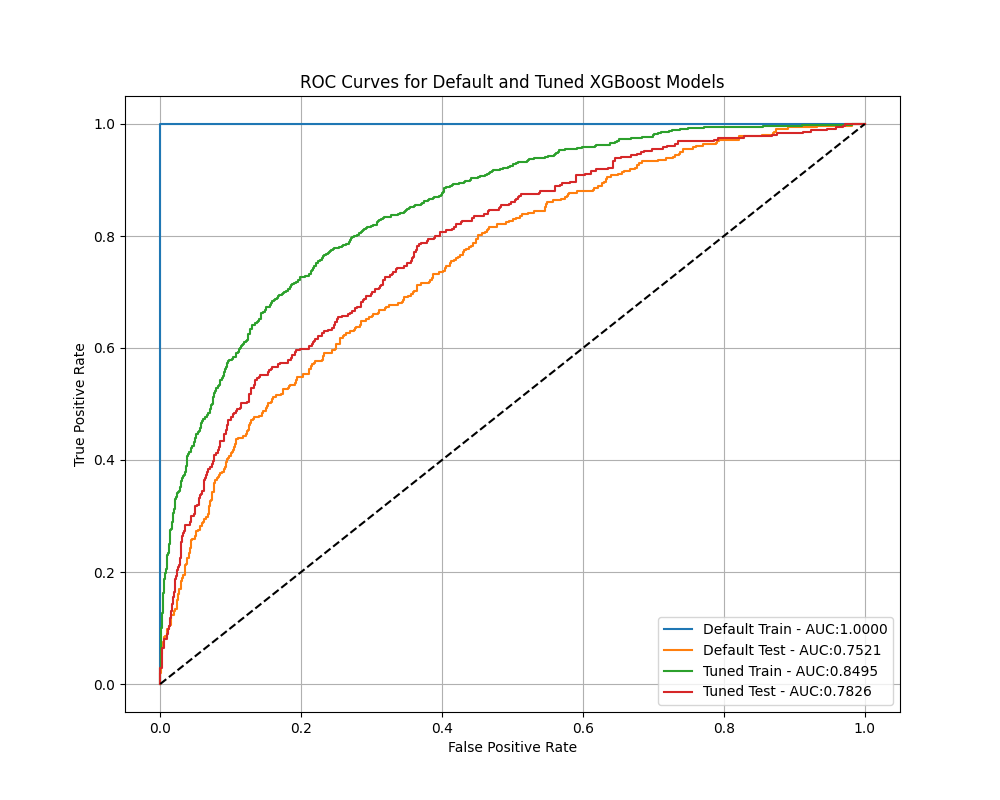 ROC Curves for Default and Tuned XGBoost Models
True Positive Rate
1.0
0.8
0.6
0.4
0.2
0.0
Default Train - AUC:1.0000
Default Test - AUC:0.7521
Tuned Train - AUC:0.8495
Tuned Test - AUC:0.7826
0.0 0.2 0.4 0.6 0.8 1.0
False Positive Rate